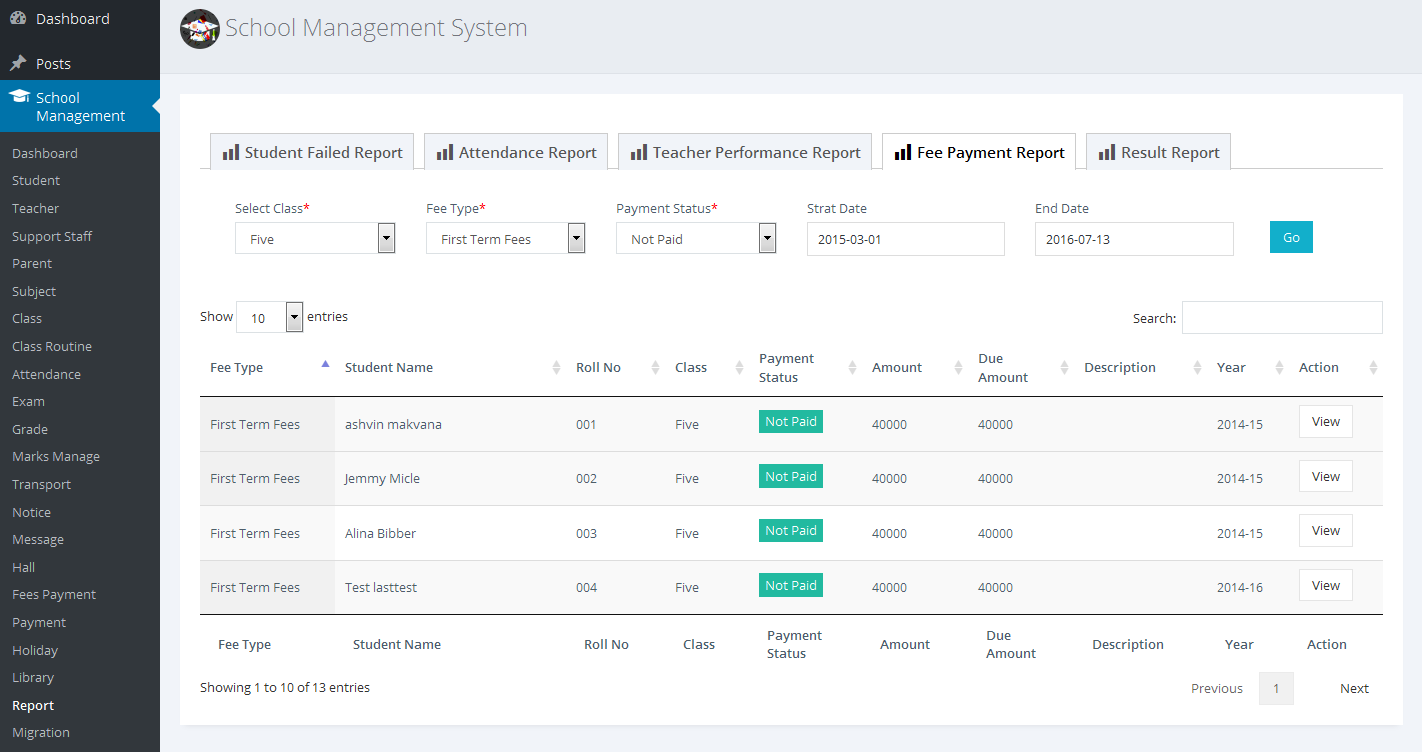 Dashboard
Posts
School
Management
Dashboard
Student
Teacher
Support Staff
Parent
Subject
Class
Class Routine
Attendance
Exam
Grade
Marks Manage
Transport
Notice
Message
Hall
Fees Payment
Payment
Holiday
Library
Report
Migration
School Management System
Student Failed Report Attendance Report Teacher Performance Report Fee Payment Report Result Report
Select Class* Fee Type* Payment Status* Strat Date End Date
Five First Term Fees Not Paid 2015-03-01 2016-07-13 Go
Show 10 entries Search:
Fee Type Student Name Roll No Class Payment Status Amount Due Amount Description Year Action
First Term Fees ashvin makvana 001 Five Not Paid 40000 40000 2014-15 View
First Term Fees Jemmy Micle 002 Five Not Paid 40000 40000 2014-15 View
First Term Fees Alina Bibber 003 Five Not Paid 40000 40000 2014-15 View
First Term Fees Test lasttest 004 Five Not Paid 40000 40000 2014-16 View
Fee Type Student Name Roll No Class Payment Status Amount Due Amount Description Year Action
Showing 1 to 10 of 13 entries Previous 1 Next